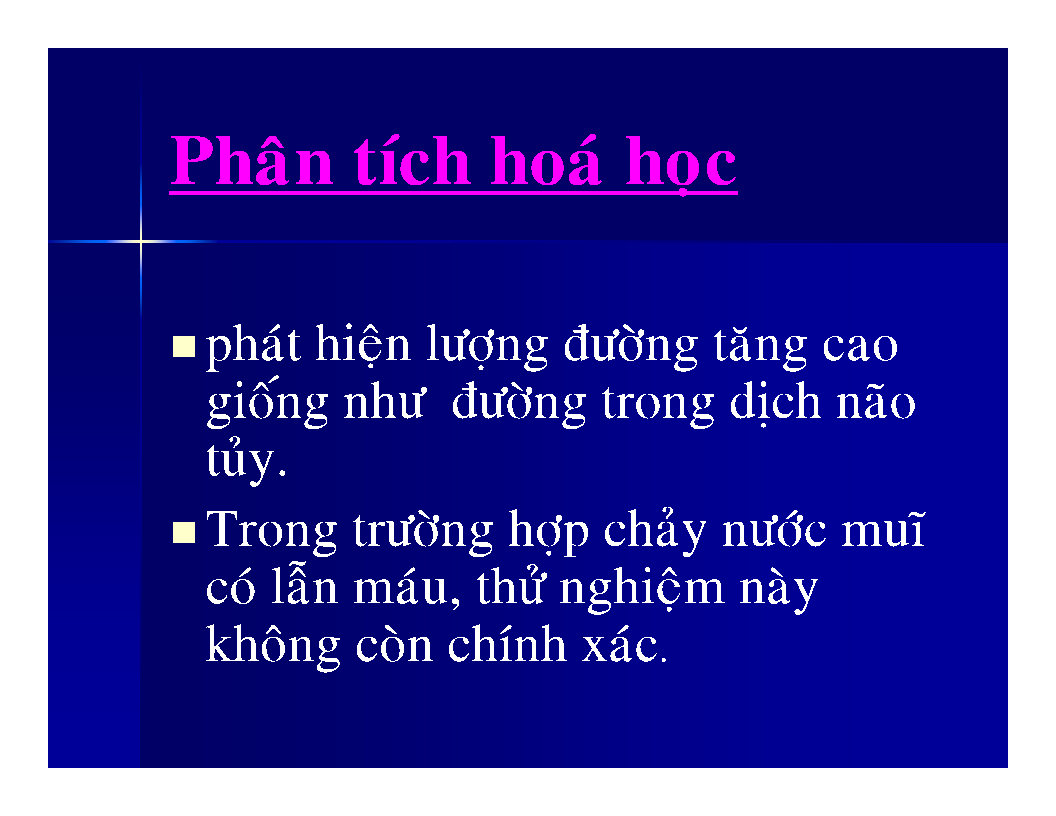 Phân tích hoá học
phát hiện lượng đường tăng cao
giống như đường trong dịch não
tủy.
Trong trường hợp chảy nước muĩ
có lẫn máu, thử nghiệm này
không còn chính xác.